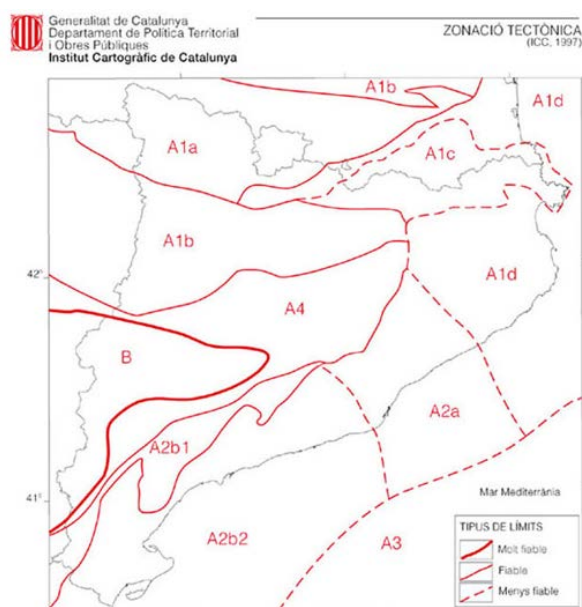 Generalitat de Catalunya
Departament de Política Territorial
i Obres Públiques
Institut Cartogràfic de Catalunya
ZONACIÓ TECTÒNICA
(ICC, 1997)
A1b
A1d
A1a
A1c
A1b
42°
A1d
A4
B
A2a
A2b1
41°
Mar Mediterrània
A2b2
A3
TIPUS DE LÍMITS
Molt fiable
Fiable
Menys fiable